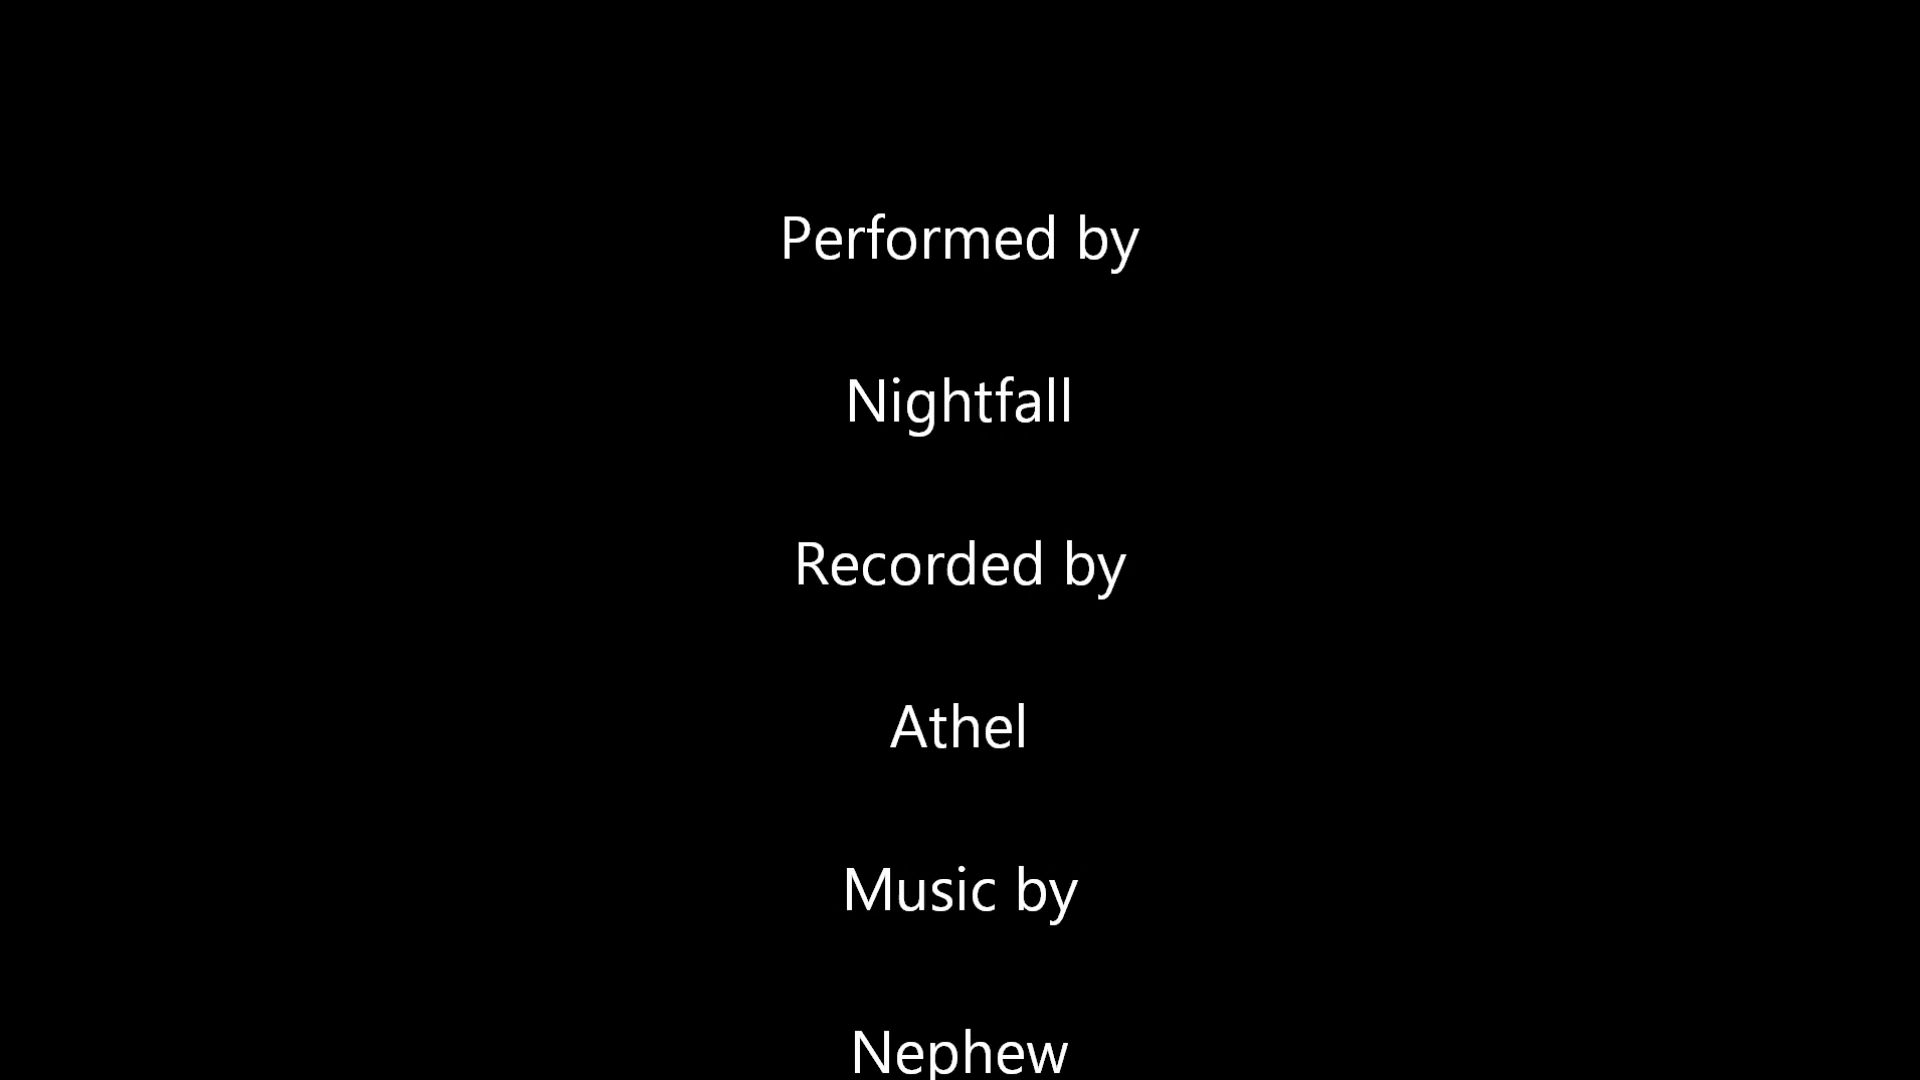 Performed by
Nightfall
Recorded by
Athel
Music by
Nephew